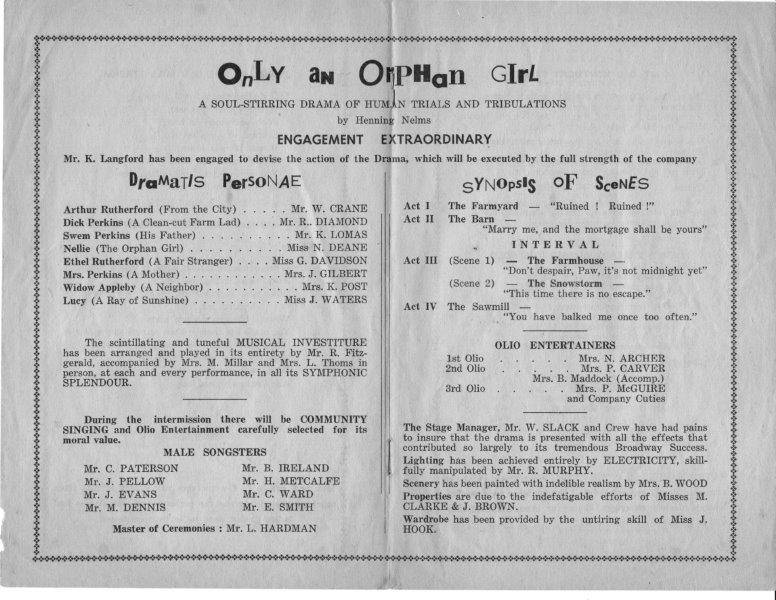 OnLY an OrPHan GIrL
A SOUL-STIRRING DRAMA OF HUMAN TRIALS AND TRIBULATIONS
by Henning Nelms
ENGAGEMENT EXTRAORDINARY
Mr. K. Langford has been engaged to devise the action of the Drama, which will be executed by the full strength of the company
DraMaTIS PerSoNAE
Arthur Rutherford (From the City) . . . . . Mr. W. CRANE
Dick Perkins (A Clean-cut Farm Lad) . . . . Mr. R. DIAMOND
Swem Perkins (His Father) . . . . . . . . . . Mr. K. LOMAS
Nellie (The Orphan Girl) . . . . . . . . . . . Miss N. DEANE
Ethel Rutherford (A Fair Stranger) . . . . Miss G. DAVIDSON
Mrs. Perkins (A Mother) . . . . . . . . . . Mrs. J. GILBERT
Widow Appleby (A Neighbor) . . . . . . . . . . . Mrs. K. POST
Lucy (A Ray of Sunshine) . . . . . . . . . . Miss J. WATERS
The scintillating and tuneful MUSICAL INVESTITURE
has been arranged and played in its entirety by Mr. R. Fitz-
gerald, accompanied by Mrs. M. Millar and Mrs. L. Thoms in
person, at each and every performance, in all its SYMPHONIC
SPLENDOUR.
During the intermission there will be COMMUNITY
SINGING and Olio Entertainment carefully selected for its
moral value.
MALE SONGSTERS
Mr. C. PATERSON Mr. B. IRELAND
Mr. J. PELLOW Mr. H. METCALFE
Mr. J. EVANS Mr. C. WARD
Mr. M. DENNIS Mr. E. SMITH
Master of Ceremonies : Mr. L. HARDMAN
SYNOpsIS OF SceNES
Act I The Farmyard — "Ruined ! Ruined !"
Act II The Barn —
"Marry me, and the mortgage shall be yours"
INTERVAL
Act III (Scene 1) — The Farmhouse —
"Don't despair, Paw, it's not midnight yet"
(Scene 2) — The Snowstorm —
"This time there is no escape."
Act IV The Sawmill —
"You have balked me once too often."
OLIO ENTERTAINERS
1st Olio . . . . . Mrs. N. ARCHER
2nd Olio . . . . . Mrs. P. CARVER
Mrs. B. Maddock (Accomp.)
3rd Olio . . . . . Mrs. P. McGUIRE
and Company Cuties
The Stage Manager, Mr. W. SLACK and Crew have had pains
to insure that the drama is presented with all the effects that
contributed so largely to its tremendous Broadway Success.
Lighting has been achieved entirely by ELECTRICITY, skill-
fully manipulated by Mr. R. MURPHY.
Scenery has been painted with indelible realism by Mrs. B. WOOD
Properties are due to the indefatigable efforts of Misses M.
CLARKE & J. BROWN.
Wardrobe has been provided by the untiring skill of Miss J.
HOOK.